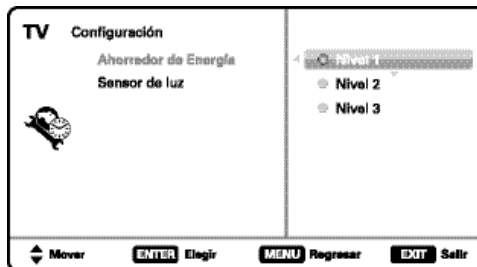 TV Configuración
Ahorrador de Energía
Sensor de luz
Nivel 1
Nivel 2
Nivel 3
Mover ENTER Elegir MENU Regresar EXIT Salir